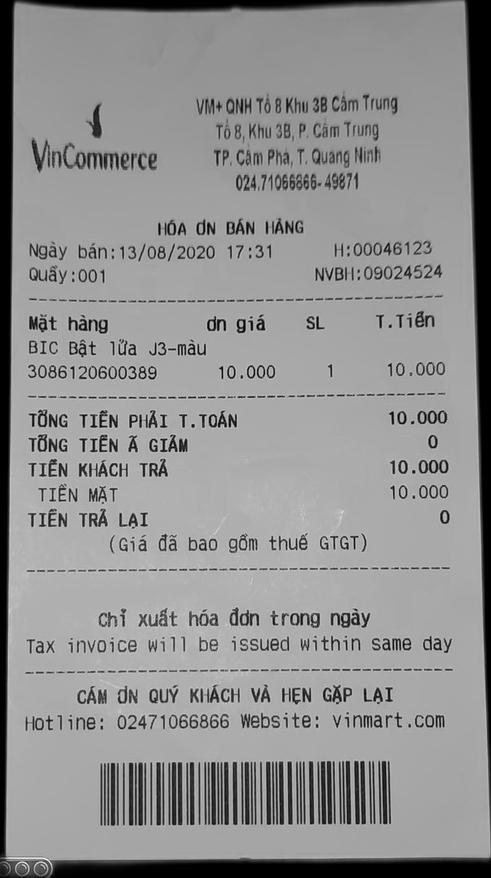 VinCommerce
VM+ QNH Tổ 8 Khu 3B Cẩm Trung
Tổ 8, Khu 3B, P. Cẩm Trung
TP. Cẩm Phả, T. Quảng Ninh
024.71066866-49871
HÓA ƠN BÁN HÀNG
Ngày bán:13/08/2020 17:31 H:00046123
Quầy:001 NVBH:09024524
Mặt hàng ơn giá SL T.Tiền
BIC Bật lửa J3-màu
3086120600389 10.000 1 10.000
TỔNG TIỀN PHẢI T.TOÁN 10.000
TỔNG TIỀN Ã GIẢM 0
TIỀN KHÁCH TRẢ 10.000
TIỀN MẶT 10.000
TIỀN TRẢ LẠI 0
(Giá đã bao gồm thuế GTGT)
Chỉ xuất hóa đơn trong ngày
Tax invoice will be issued within same day
CÁM ƠN QUÝ KHÁCH VÀ HẸN GẶP LẠI
Hotline: 02471066866 Website: vinmart.com